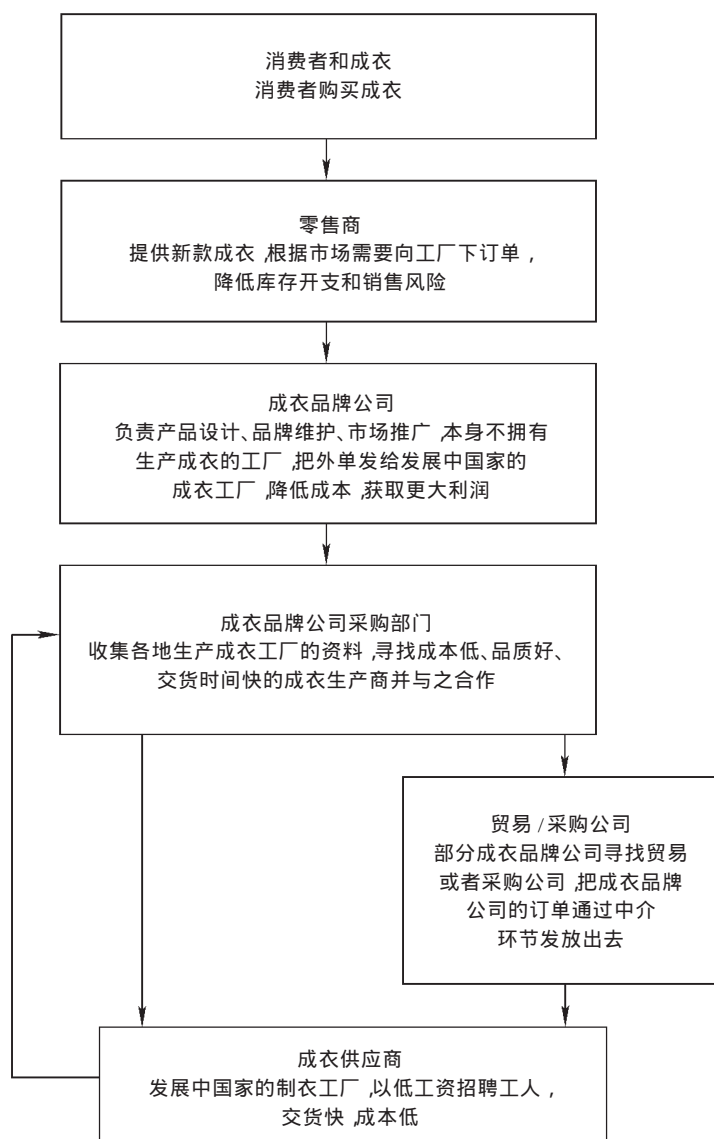 消费者和成衣
消费者购买成衣
零售商
提供新款成衣,根据市场需要向工厂下订单,
降低库存开支和销售风险
成衣品牌公司
负责产品设计、品牌维护、市场推广,本身不拥有
生产成衣的工厂,把外单发给发展中国家的
成衣工厂,降低成本,获取更大利润
成衣品牌公司采购部门
收集各地生产成衣工厂的资料,寻找成本低、品质好、
交货时间快的成衣生产商并与之合作
贸易/采购公司
部分成衣品牌公司寻找贸易
或者采购公司,把成衣品牌
公司的订单通过中介
环节发放出去
成衣供应商
发展中国家的制衣工厂,以低工资招聘工人,
交货快,成本低